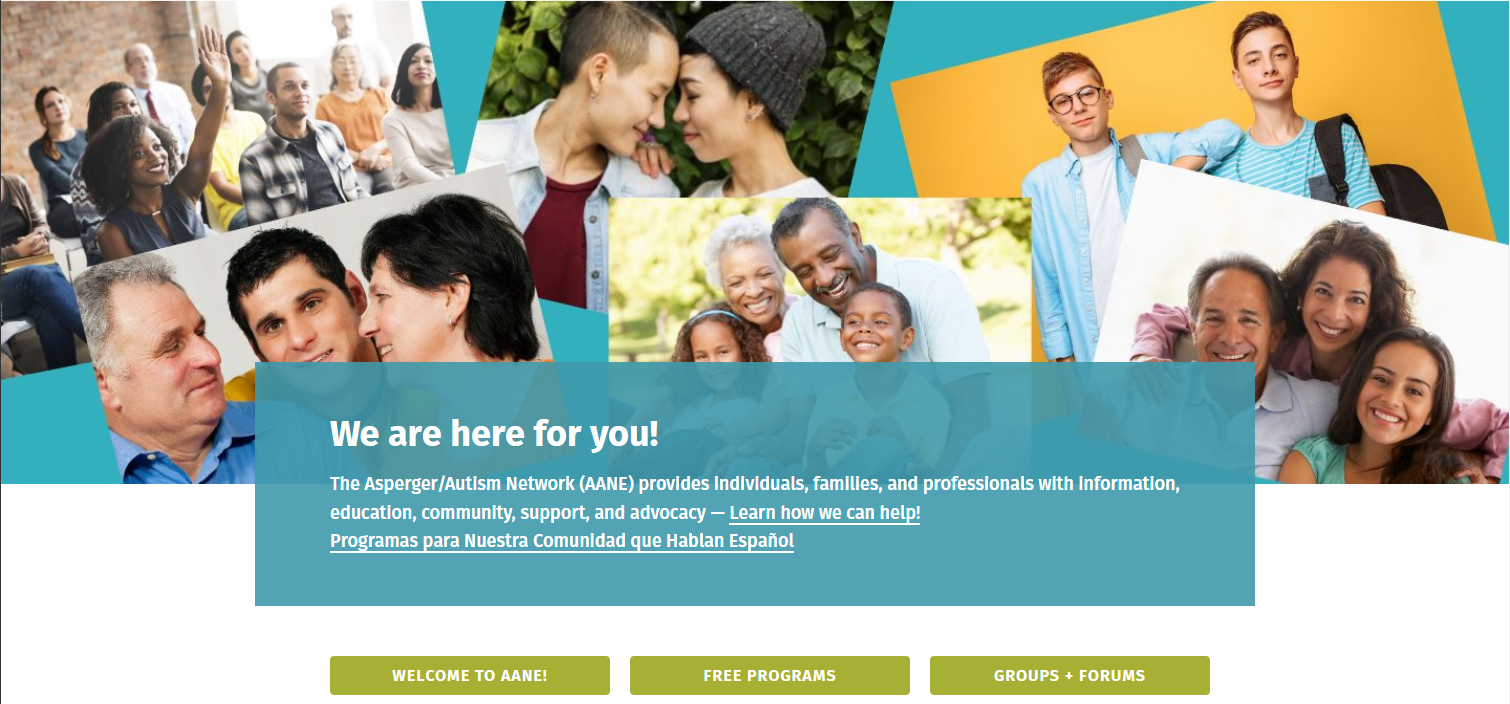 We are here for you!
The Asperger/Autism Network (AANE) provides individuals, families, and professionals with information,
education, community, support, and advocacy — Learn how we can help!
Programas para Nuestra Comunidad que Hablan Español
WELCOME TO AANE!
FREE PROGRAMS
GROUPS + FORUMS